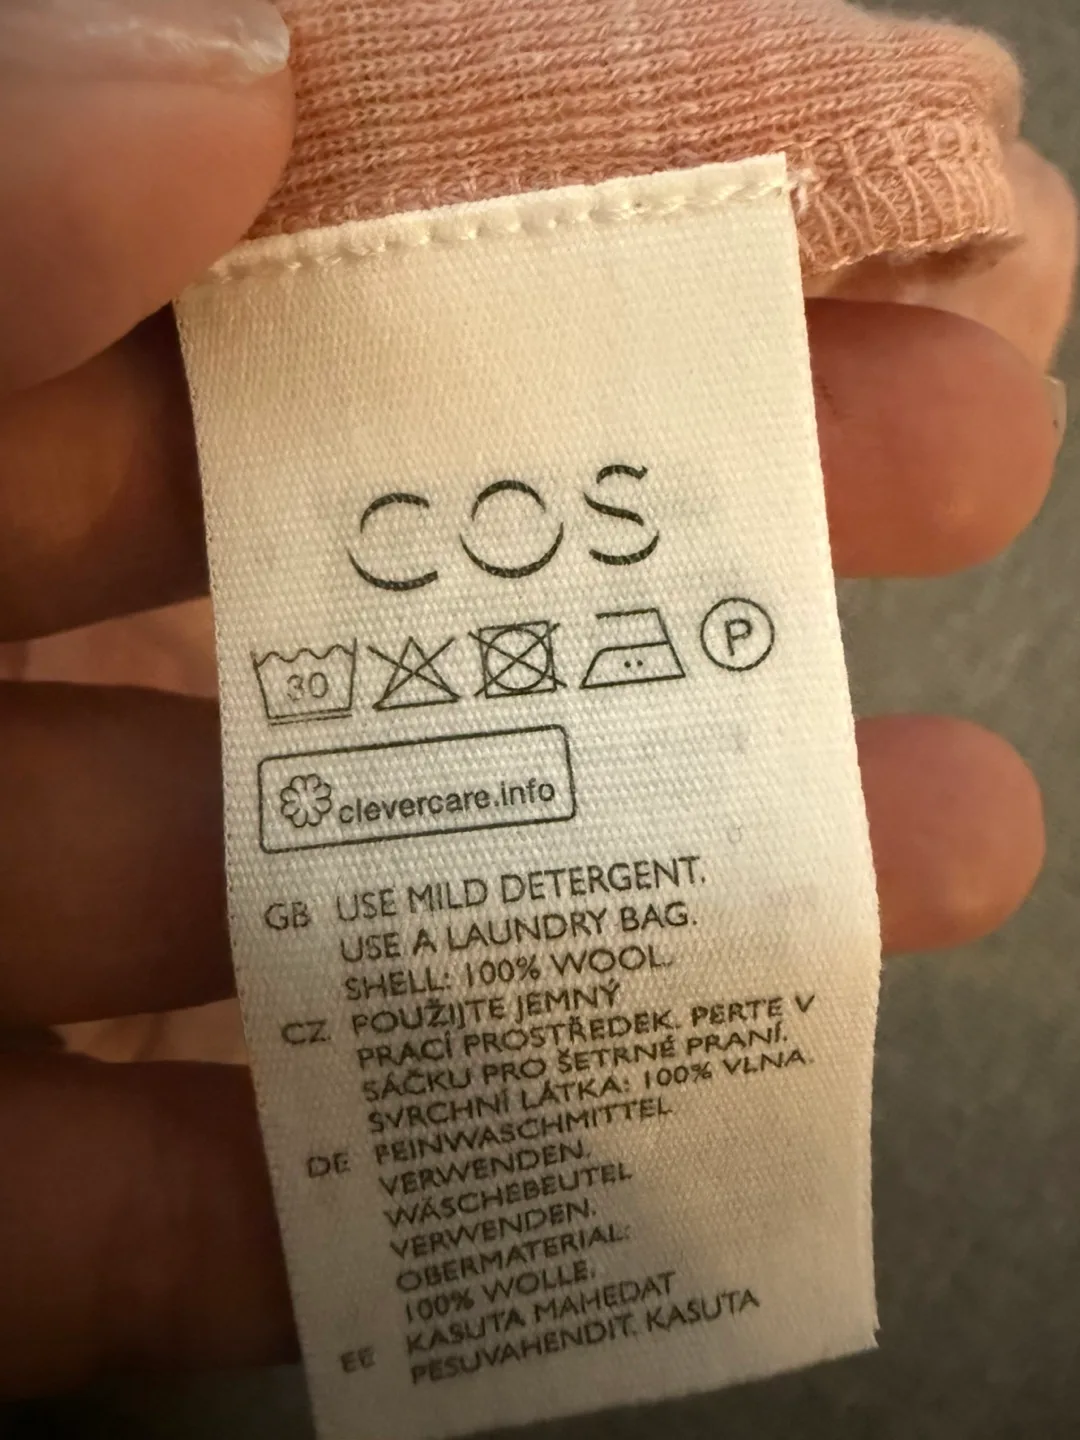 COS
30
P
clevercare.info
GB USE MILD DETERGENT.
USE A LAUNDRY BAG.
SHELL: 100% WOOL.
CZ POUŽIJTE JEMNÝ
PRACÍ PROSTŘEDEK. PERTE V
SÁČKU PRO ŠETRNÉ PRANÍ.
SVRCHNÍ LÁTKA: 100% VLNA.
DE FEINWASCHMITTEL
VERWENDEN.
WÄSCHEBEUTEL
VERWENDEN.
OBERMATERIAL:
100% WOLLE.
EE KASUTA MAHEDAT
PESUVAHENDIT. KASUTA